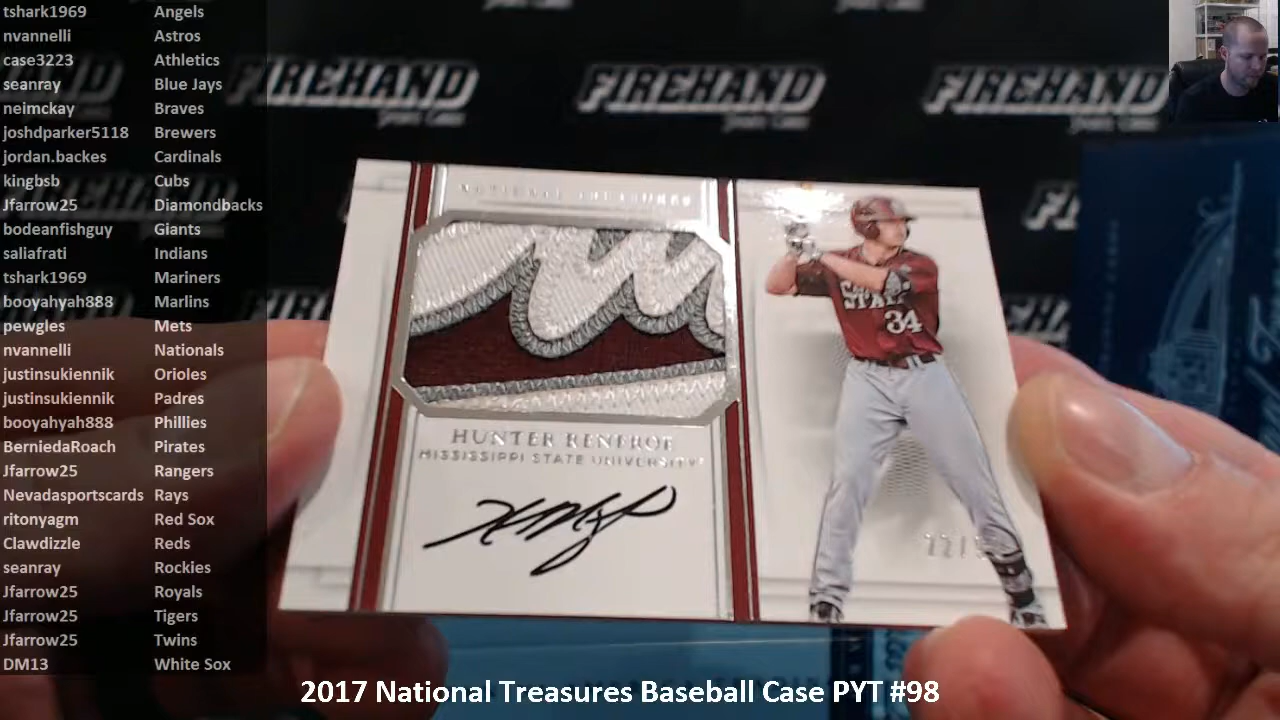 tshark1969 Angels
nvannelli Astros
case3223 Athletics
seanray Blue Jays
neimckay Braves
joshdparker5118 Brewers
jordan.backes Cardinals
kingbsb Cubs
Jfarrow25 Diamondbacks
bodeanfishguy Giants
saliafrati Indians
tshark1969 Mariners
booyahyah888 Marlins
pewgles Mets
nvannelli Nationals
justinsukiennik Orioles
justinsukiennik Padres
booyahyah888 Phillies
BerniedaRoach Pirates
Jfarrow25 Rangers
Nevadasportscards Rays
ritonyagm Red Sox
Clawdizzle Reds
seanray Rockies
Jfarrow25 Royals
Jfarrow25 Tigers
Jfarrow25 Twins
DM13 White Sox
FIREHAND
FIREHAND
FIREHAND
NATIONAL TREASURES
HUNTER RENFROE
MISSISSIPPI STATE UNIVERSITY
STATE
34
2017 National Treasures Baseball Case PYT #98